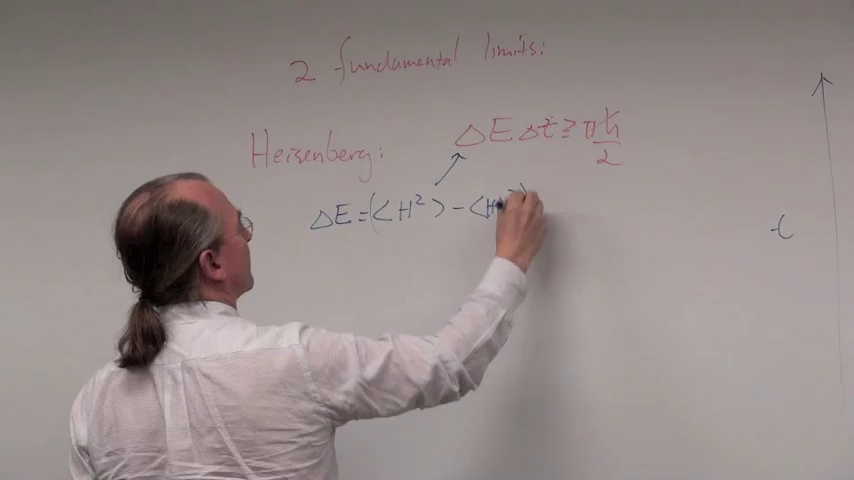 2 fundamental limits:
Heisenberg: ΔE Δt ≥ πħ/2
ΔE = (<H²> - <H
t